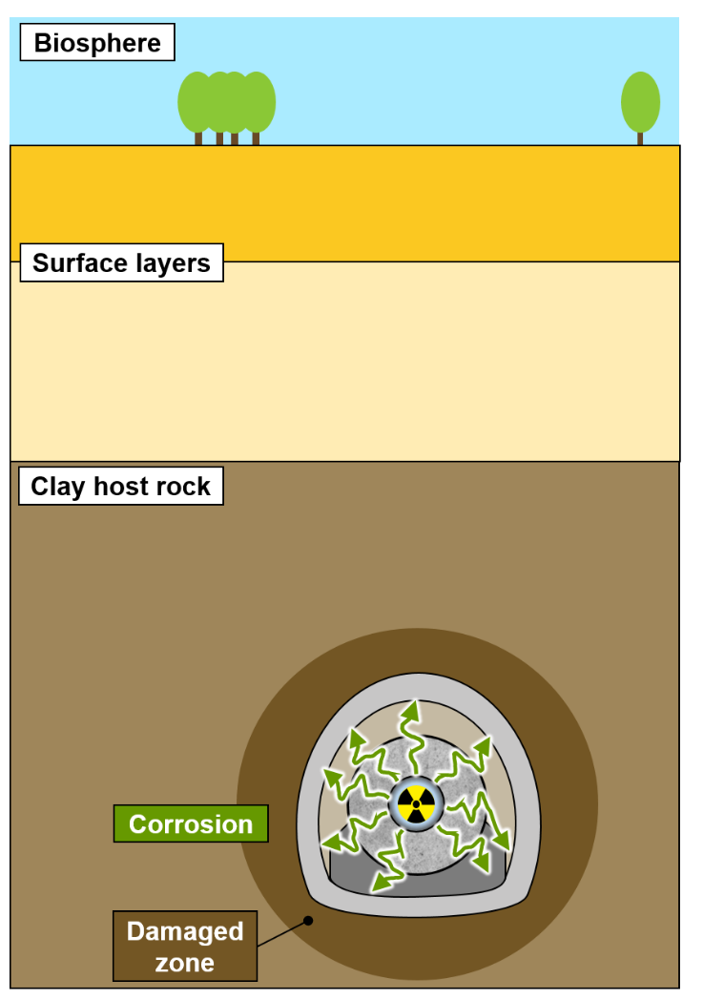 Biosphere
Surface layers
Clay host rock
Corrosion
Damaged
zone